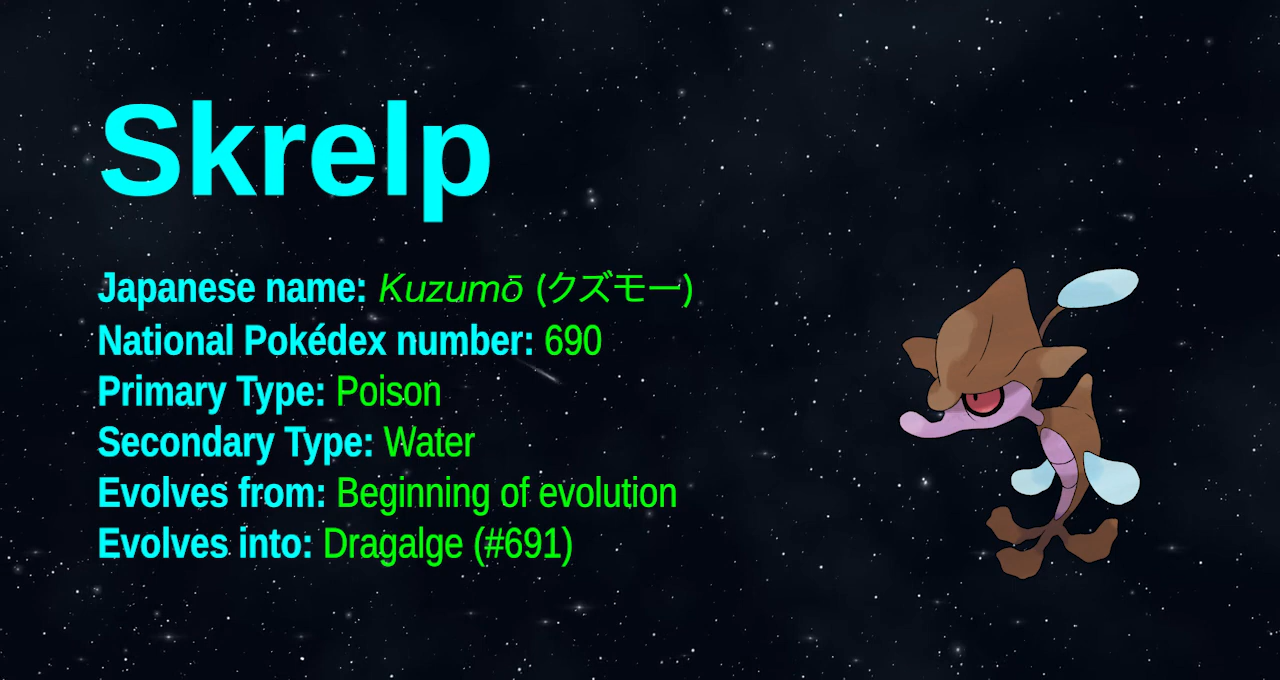 Skrelp
Japanese name: Kuzumō (クズモー)
National Pokédex number: 690
Primary Type: Poison
Secondary Type: Water
Evolves from: Beginning of evolution
Evolves into: Dragalge (#691)